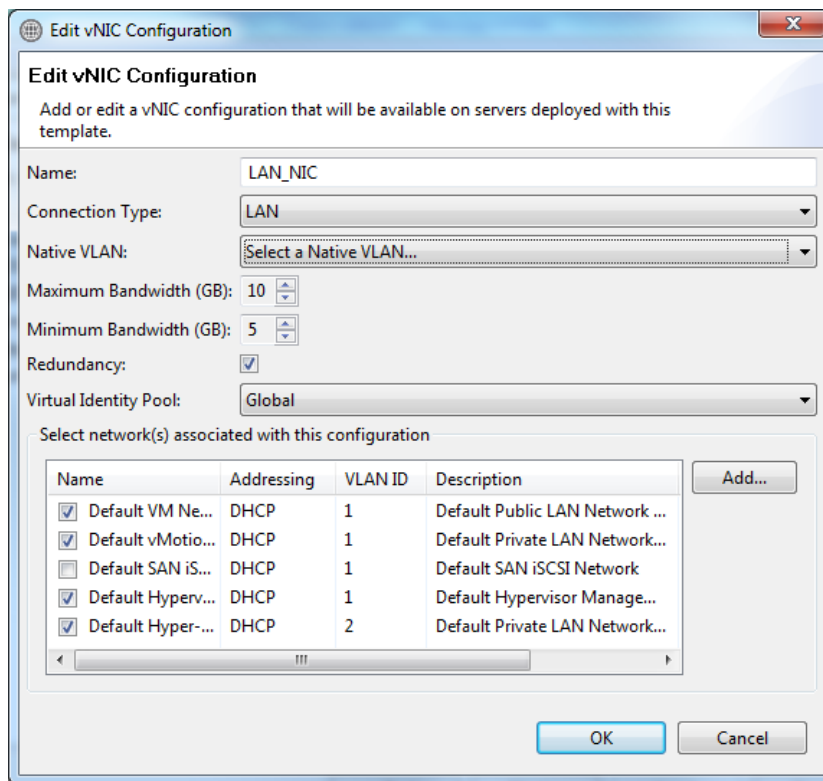 Edit vNIC Configuration
Edit vNIC Configuration
Add or edit a vNIC configuration that will be available on servers deployed with this
template.
Name: LAN_NIC
Connection Type: LAN
Native VLAN: Select a Native VLAN...
Maximum Bandwidth (GB): 10
Minimum Bandwidth (GB): 5
Redundancy:
Virtual Identity Pool: Global
Select network(s) associated with this configuration
Name Addressing VLAN ID Description Add...
Default VM Ne... DHCP 1 Default Public LAN Network ...
Default vMotio... DHCP 1 Default Private LAN Network...
Default SAN iS... DHCP 1 Default SAN iSCSI Network
Default Hyperv... DHCP 1 Default Hypervisor Manage...
Default Hyper-... DHCP 2 Default Private LAN Network...
OK Cancel